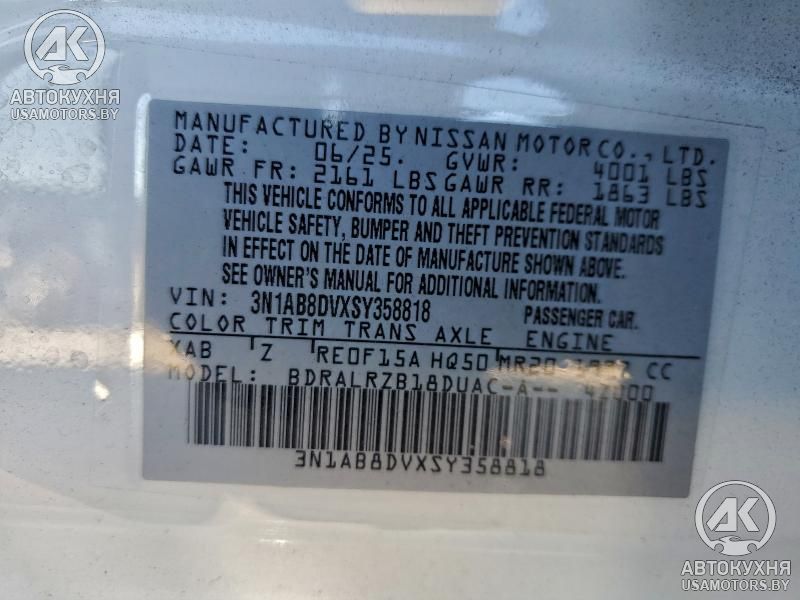 АК
АВТОКУХНЯ
USAMOTORS.BY
MANUFACTURED BY NISSAN MOTOR CO., LTD.
DATE: 06/25. GVWR: 4001 LBS
GAWR FR: 2161 LBS GAWR RR: 1863 LBS
THIS VEHICLE CONFORMS TO ALL APPLICABLE FEDERAL MOTOR
VEHICLE SAFETY, BUMPER AND THEFT PREVENTION STANDARDS
IN EFFECT ON THE DATE OF MANUFACTURE SHOWN ABOVE.
SEE OWNER'S MANUAL FOR ADDITIONAL INFORMATION.
VIN: 3N1AB8DVXSY358818 PASSENGER CAR.
COLOR TRIM TRANS AXLE ENGINE
XAB Z RE0F15A HQ50 MR20 CC
MODEL: BDRALRZB18DUAC-A--
3N1AB8DVXSY358818
АК
АВТОКУХНЯ
USAMOTORS.BY